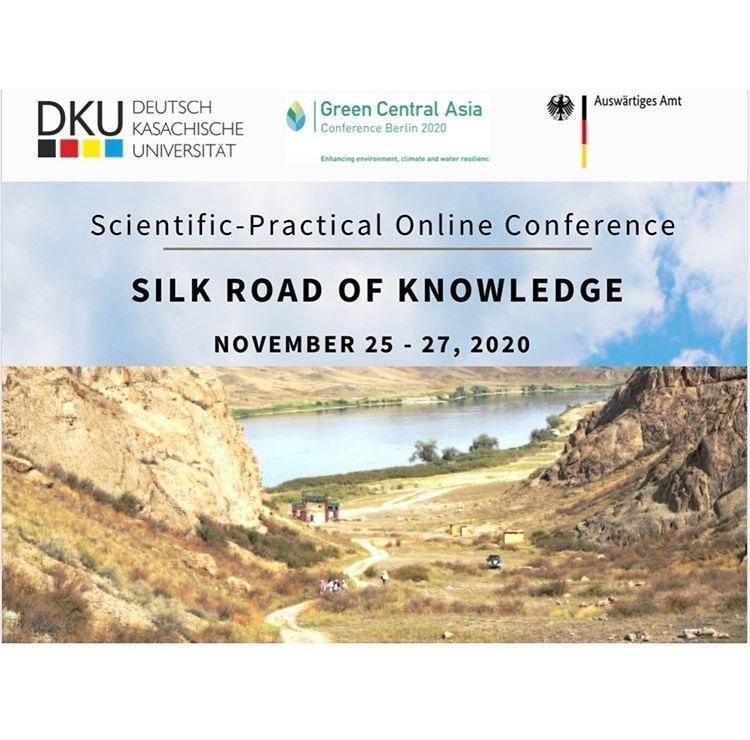 DKU DEUTSCH
KASACHISCHE
UNIVERSITÄT
Green Central Asia
Conference Berlin 2020
Enhancing environment, climate and water resilienc
Auswärtiges Amt
Scientific-Practical Online Conference
SILK ROAD OF KNOWLEDGE
NOVEMBER 25 - 27, 2020